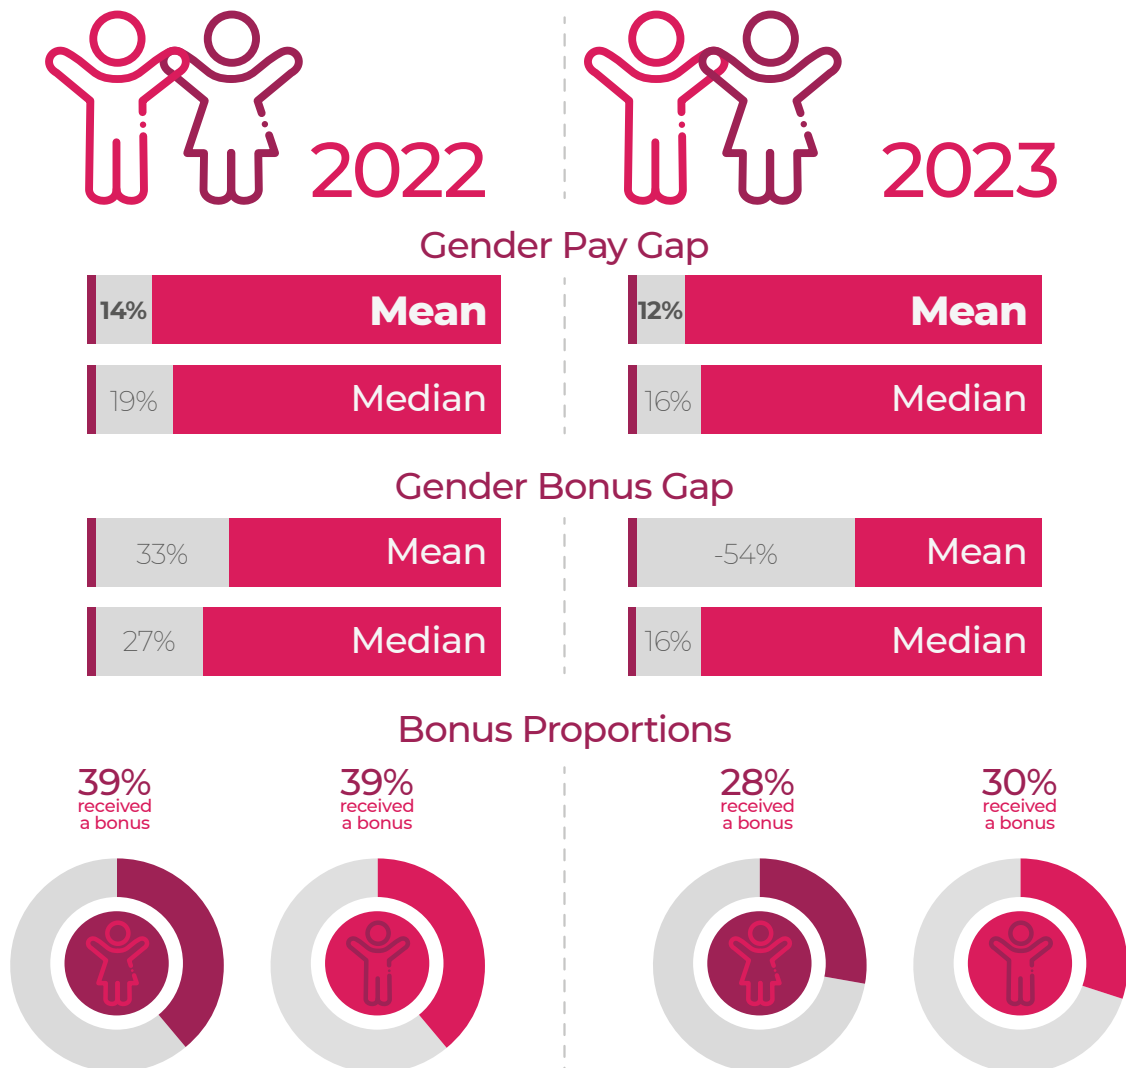 2022
2023
Gender Pay Gap
14% Mean
12% Mean
19% Median
16% Median
Gender Bonus Gap
33% Mean
-54% Mean
27% Median
16% Median
Bonus Proportions
39%
received
a bonus
39%
received
a bonus
28%
received
a bonus
30%
received
a bonus